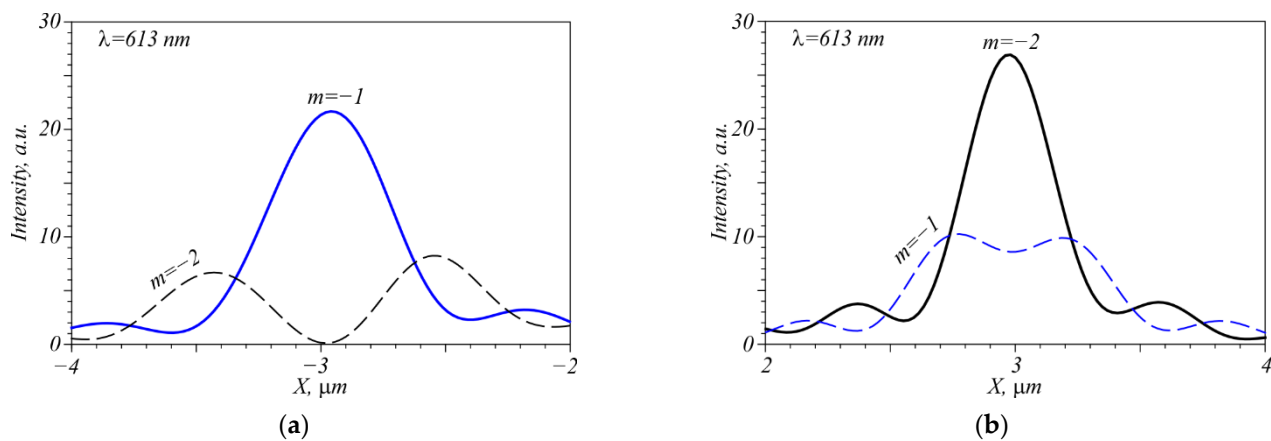 30
λ=613 nm
m=−1
20
Intensity, a.u.
10
m=−2
0
−4
−3
−2
X, μm
(a)
30
λ=613 nm
m=−2
20
Intensity, a.u.
10
m=−1
0
2
3
4
X, μm
(b)